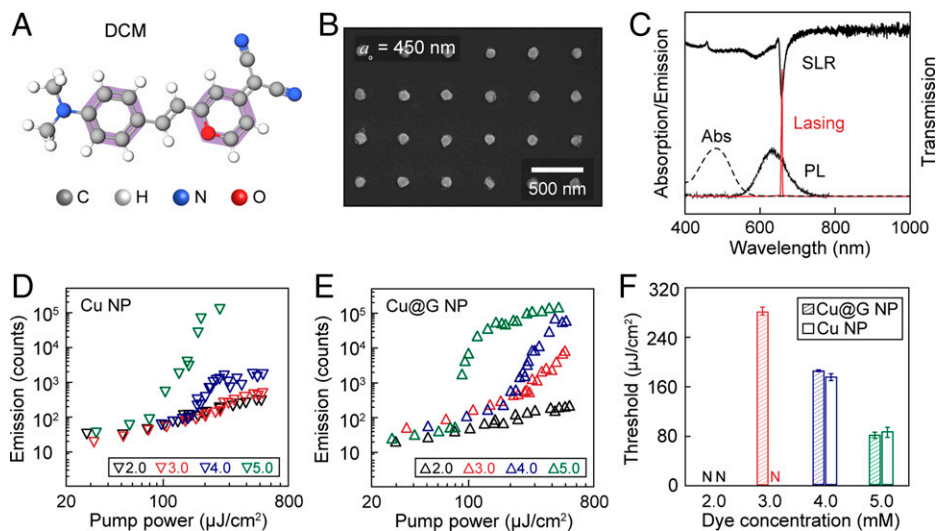 A
DCM
C H N O
B
aₒ = 450 nm
500 nm
C
Absorption/Emission
Transmission
SLR
Lasing
Abs
PL
400 600 800 1000
Wavelength (nm)
D
Cu NP
Emission (counts)
10⁵
10⁴
10³
10²
10¹
2.0 3.0 4.0 5.0
20 100 800
Pump power (µJ/cm²)
E
Cu@G NP
Emission (counts)
10⁵
10⁴
10³
10²
10¹
2.0 3.0 4.0 5.0
20 100 800
Pump power (µJ/cm²)
F
Threshold (µJ/cm²)
320
240
160
80
0
Cu@G NP
Cu NP
N N
N
2.0 3.0 4.0 5.0
Dye concentration (mM)